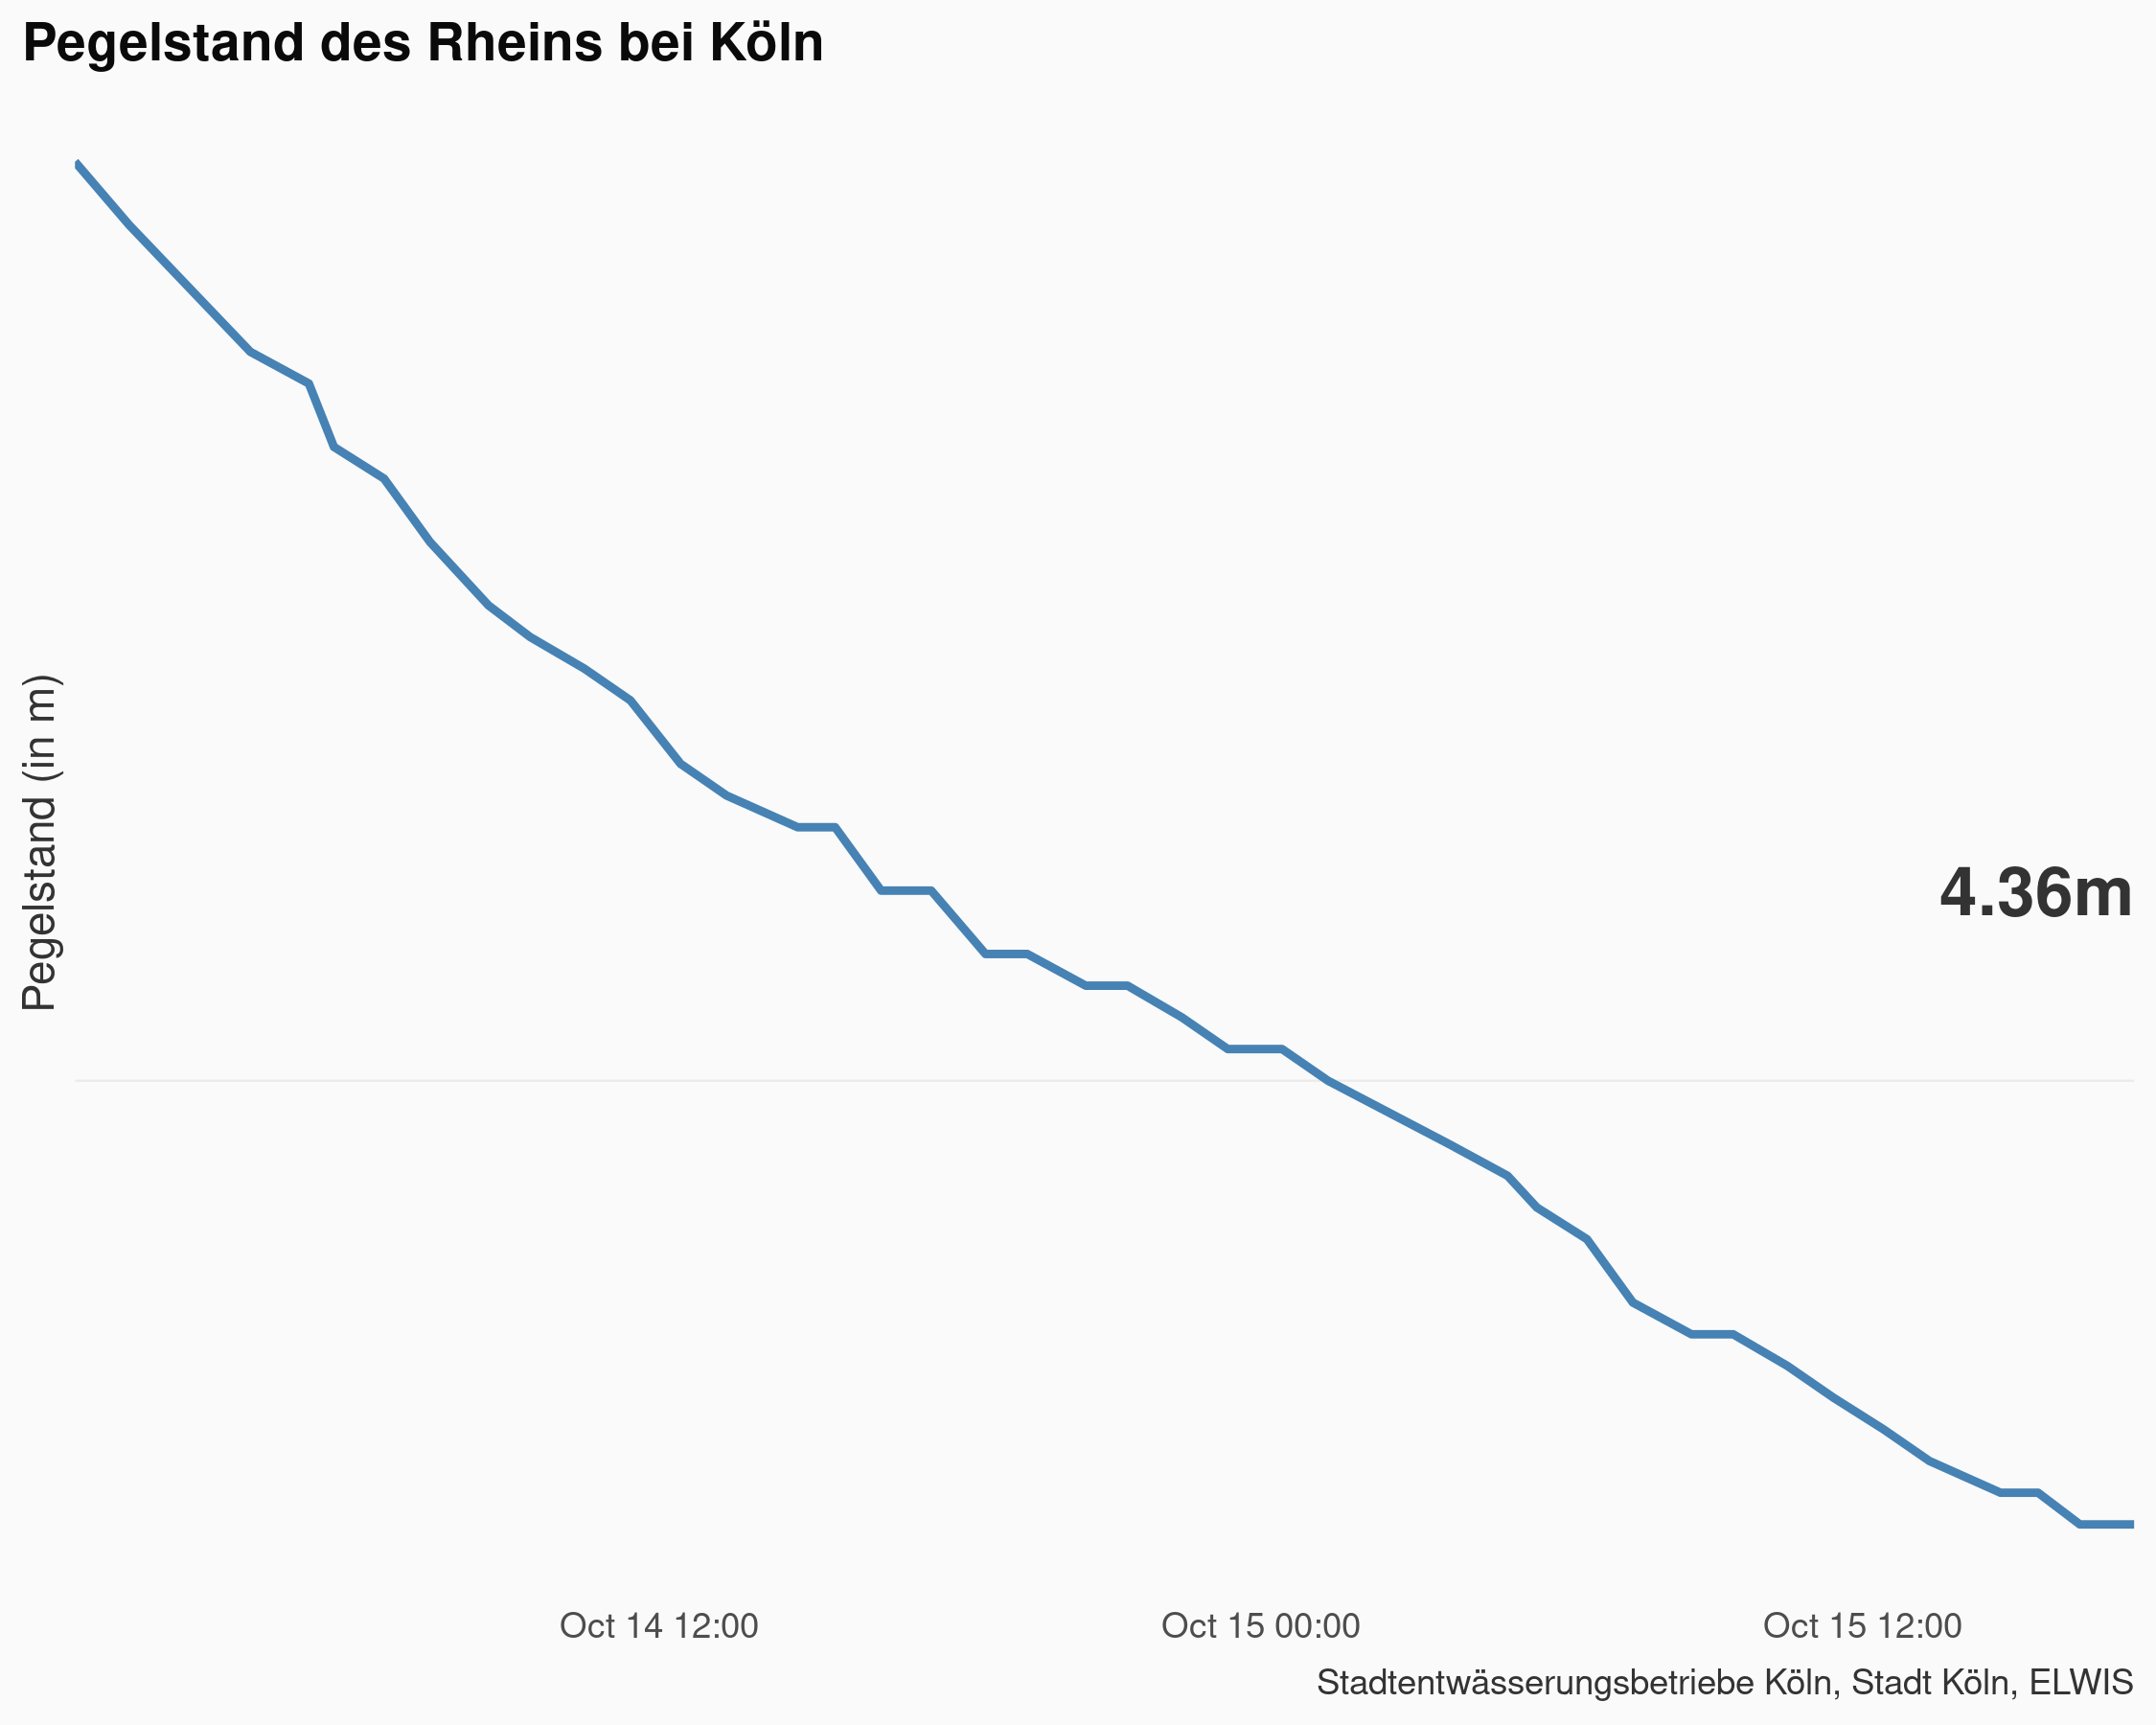 Pegelstand des Rheins bei Köln
Pegelstand (in m)
4.36m
Oct 14 12:00
Oct 15 00:00
Oct 15 12:00
Stadtentwässerungsbetriebe Köln, Stadt Köln, ELWIS